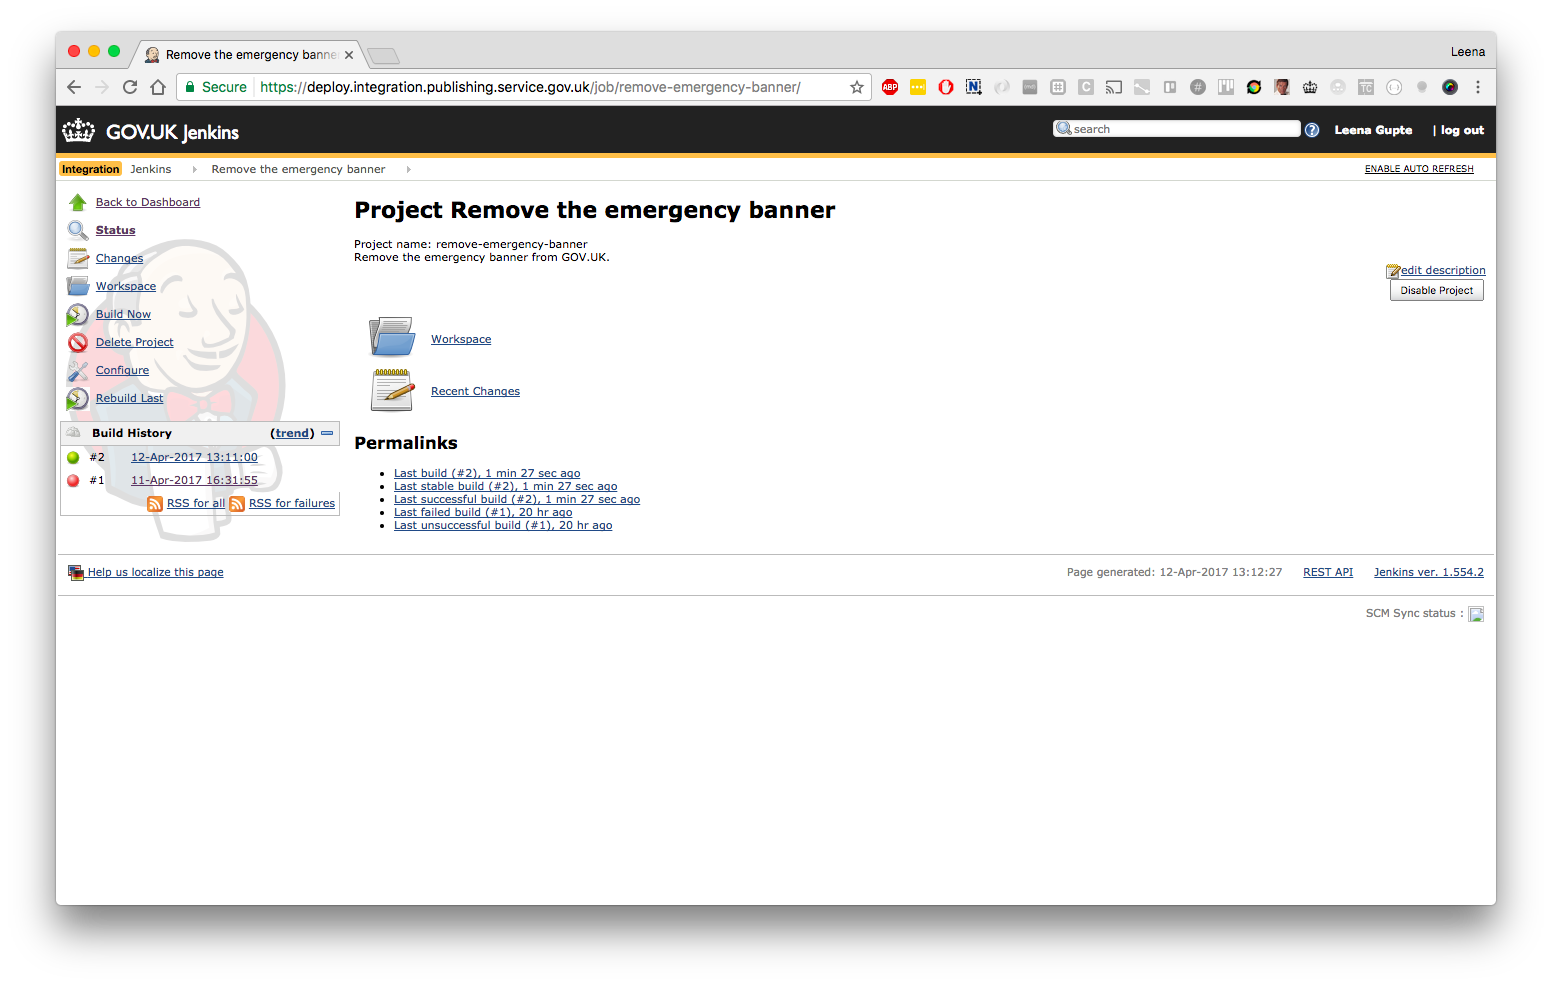 Remove the emergency banne
Leena
Secure
https://deploy.integration.publishing.service.gov.uk/job/remove-emergency-banner/
ABP
GOV.UK Jenkins
search
Leena Gupte
| log out
Integration
Jenkins
Remove the emergency banner
ENABLE AUTO REFRESH
Back to Dashboard
Status
Changes
Workspace
Build Now
Delete Project
Configure
Rebuild Last
Build History
(trend)
#2 12-Apr-2017 13:11:00
#1 11-Apr-2017 16:31:55
RSS for all
RSS for failures
Project Remove the emergency banner
Project name: remove-emergency-banner
Remove the emergency banner from GOV.UK.
edit description
Disable Project
Workspace
Recent Changes
Permalinks
Last build (#2), 1 min 27 sec ago
Last stable build (#2), 1 min 27 sec ago
Last successful build (#2), 1 min 27 sec ago
Last failed build (#1), 20 hr ago
Last unsuccessful build (#1), 20 hr ago
Help us localize this page
Page generated: 12-Apr-2017 13:12:27
REST API
Jenkins ver. 1.554.2
SCM Sync status :